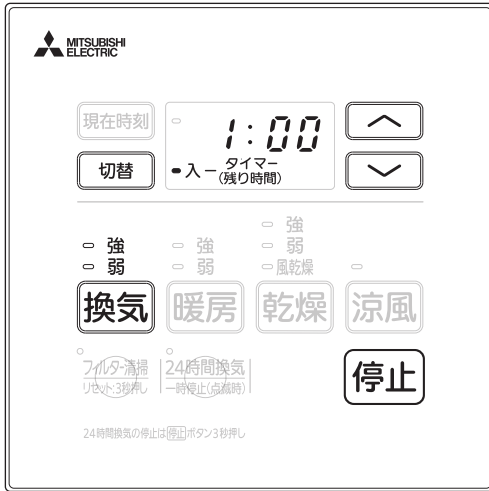 MITSUBISHI
ELECTRIC
現在時刻
1:00
切替
入
タイマー
(残り時間)
強
弱
強
弱
強
弱
風乾燥
換気
暖房
乾燥
涼風
フィルター清掃
リセット:3秒押し
24時間換気
一時停止(点滅時)
停止
24時間換気の停止は停止ボタン3秒押し